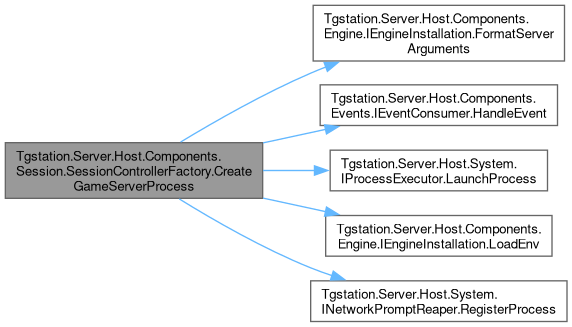 Tgstation.Server.Host.Components.
Session.SessionControllerFactory.Create
GameServerProcess
Tgstation.Server.Host.Components.
Engine.IEngineInstallation.FormatServer
Arguments
Tgstation.Server.Host.Components.
Events.IEventConsumer.HandleEvent
Tgstation.Server.Host.System.
IProcessExecutor.LaunchProcess
Tgstation.Server.Host.Components.
Engine.IEngineInstallation.LoadEnv
Tgstation.Server.Host.System.
INetworkPromptReaper.RegisterProcess